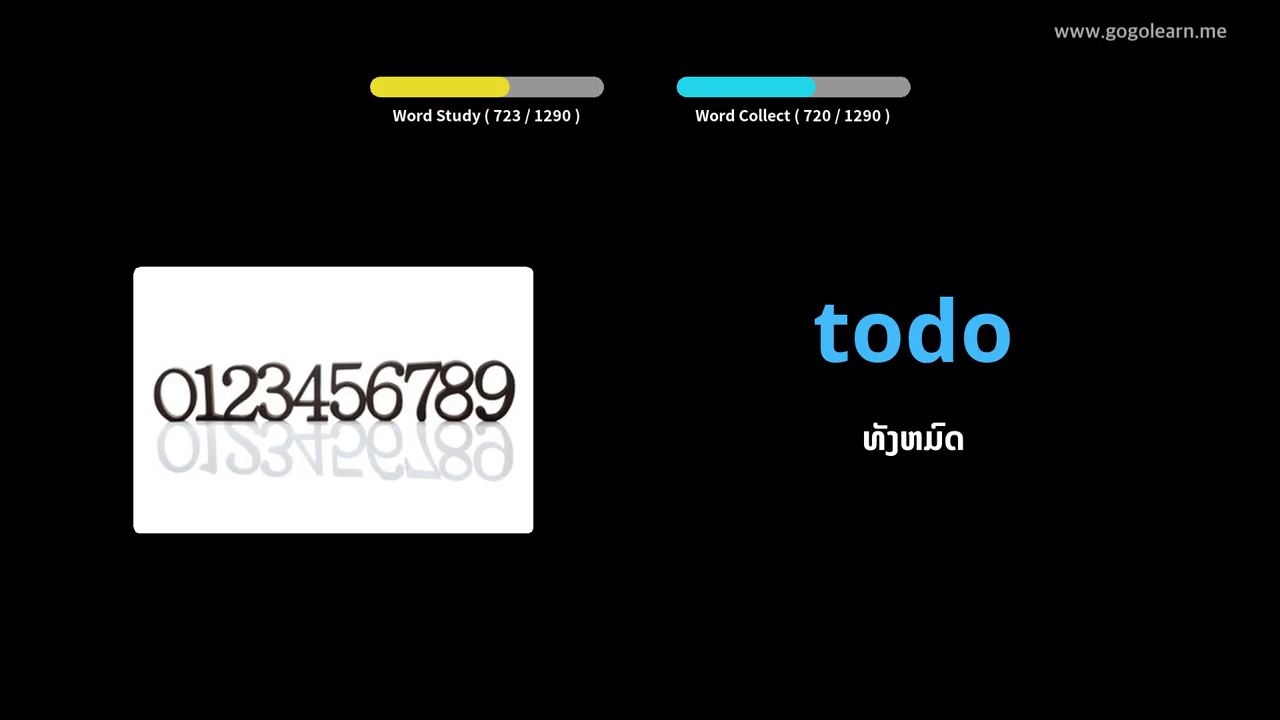 www.gogolearn.me
Word Study ( 723 / 1290 )
Word Collect ( 720 / 1290 )
0123456789
todo
ທັງຫມົດ